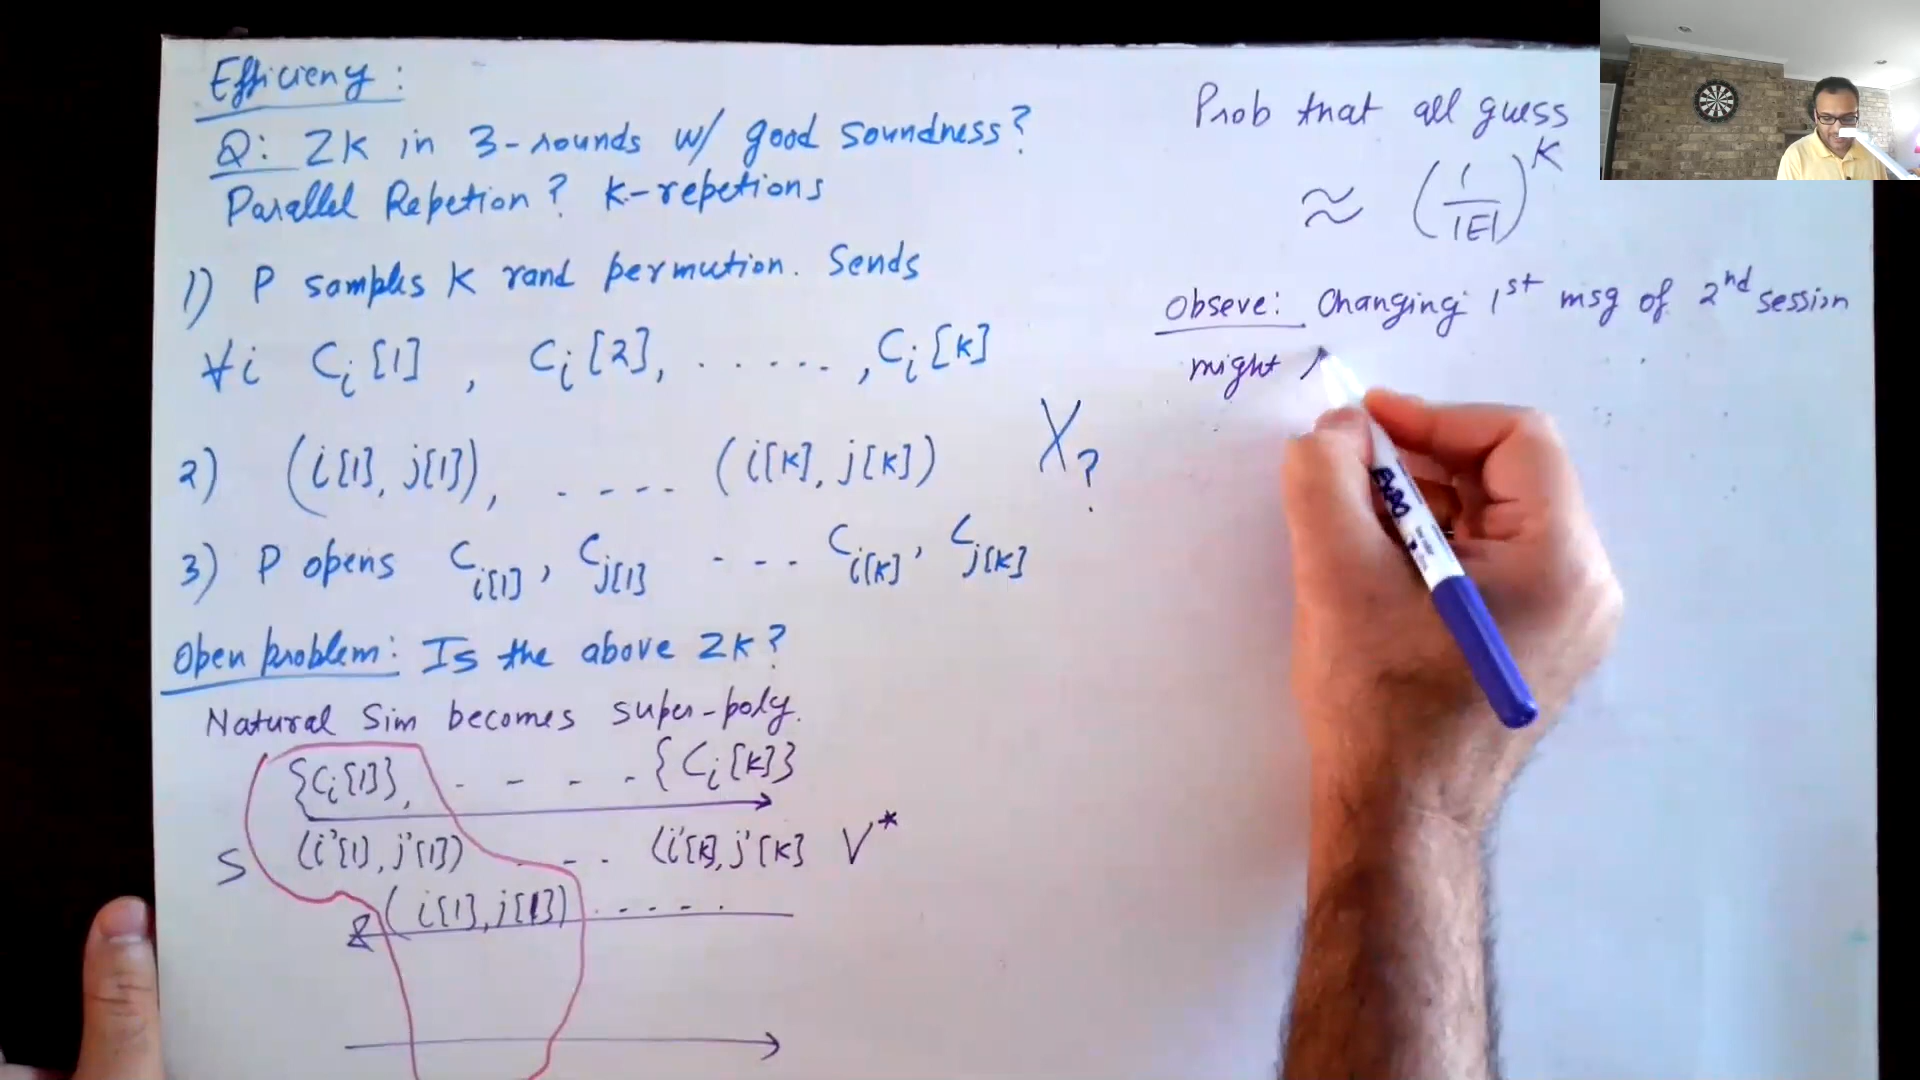 Efficieny:
Q: ZK in 3-rounds w/ good soundness?
Parallel Repetion? K-repetions
1) P samples K rand permution. Sends
∀i Ci[1], Ci[2], ....., Ci[K]
2) (i[1], j[1]), .... (i[K], j[K])
X?
3) P opens Ci[1], Cj[1] ... Ci[K], Cj[K]
Open problem: Is the above ZK?
Natural Sim becomes super-poly.
{Ci[1]}, - - - - {Ci[K]}
S (i'[1], j'[1]) - - . (i'[K], j'[K] V*
(i[1], j[1]) . - - - .
Prob that all guess
≈ (1/|E|)^K
Obseve: Changing 1st msg of 2nd session
might
EXPO